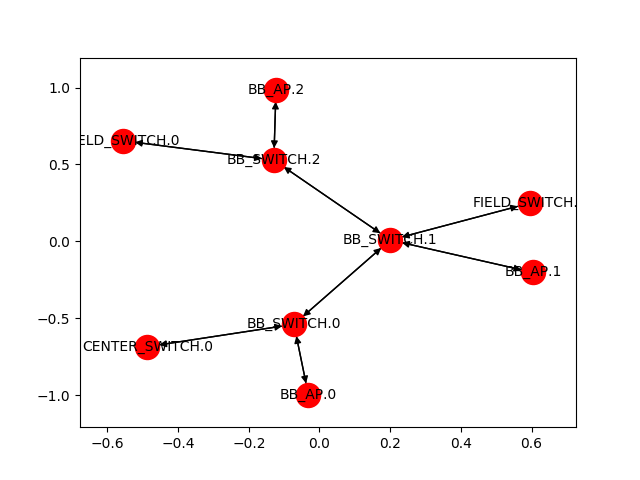 BB_AP.2
ELD_SWITCH.0
BB_SWITCH.2
FIELD_SWITCH.
BB_SWITCH.1
BB_AP.1
BB_SWITCH.0
CENTER_SWITCH.0
BB_AP.0
1.0
0.5
0.0
−0.5
−1.0
−0.6 −0.4 −0.2 0.0 0.2 0.4 0.6